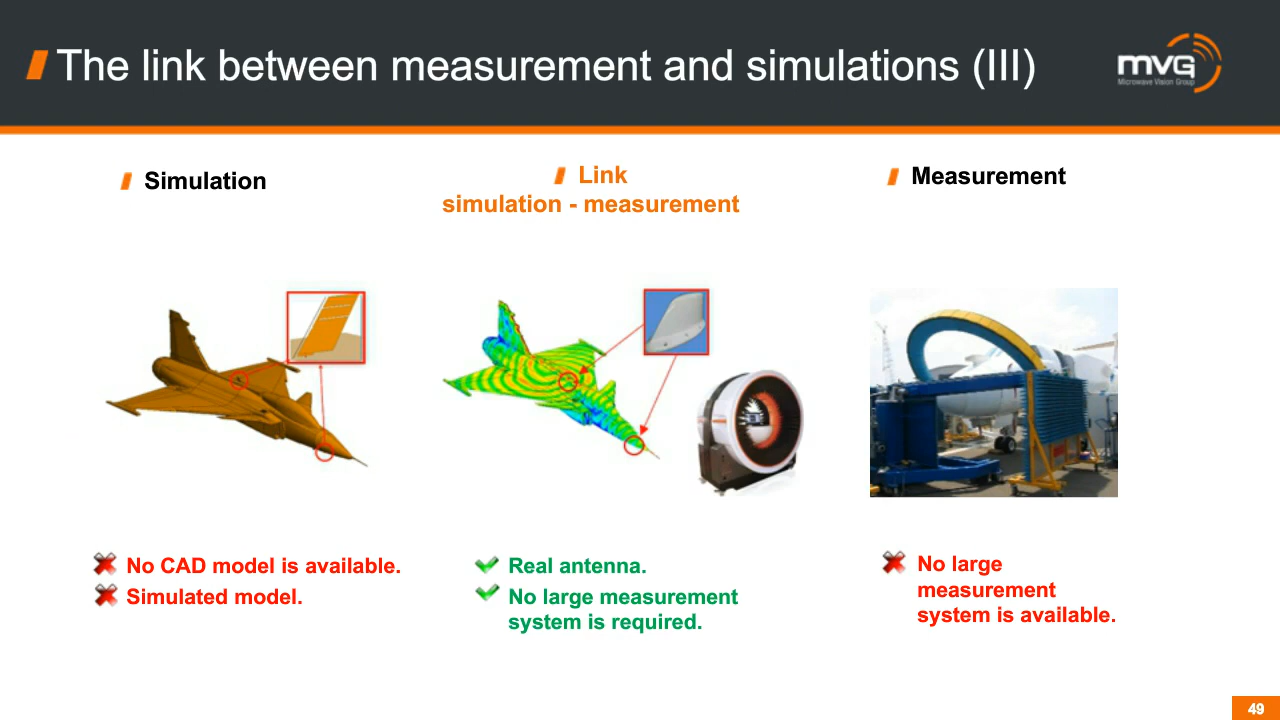 The link between measurement and simulations (III)
mvg
Microwave Vision Group
Simulation
Link
simulation - measurement
Measurement
No CAD model is available.
Simulated model.
Real antenna.
No large measurement
system is required.
No large
measurement
system is available.
49